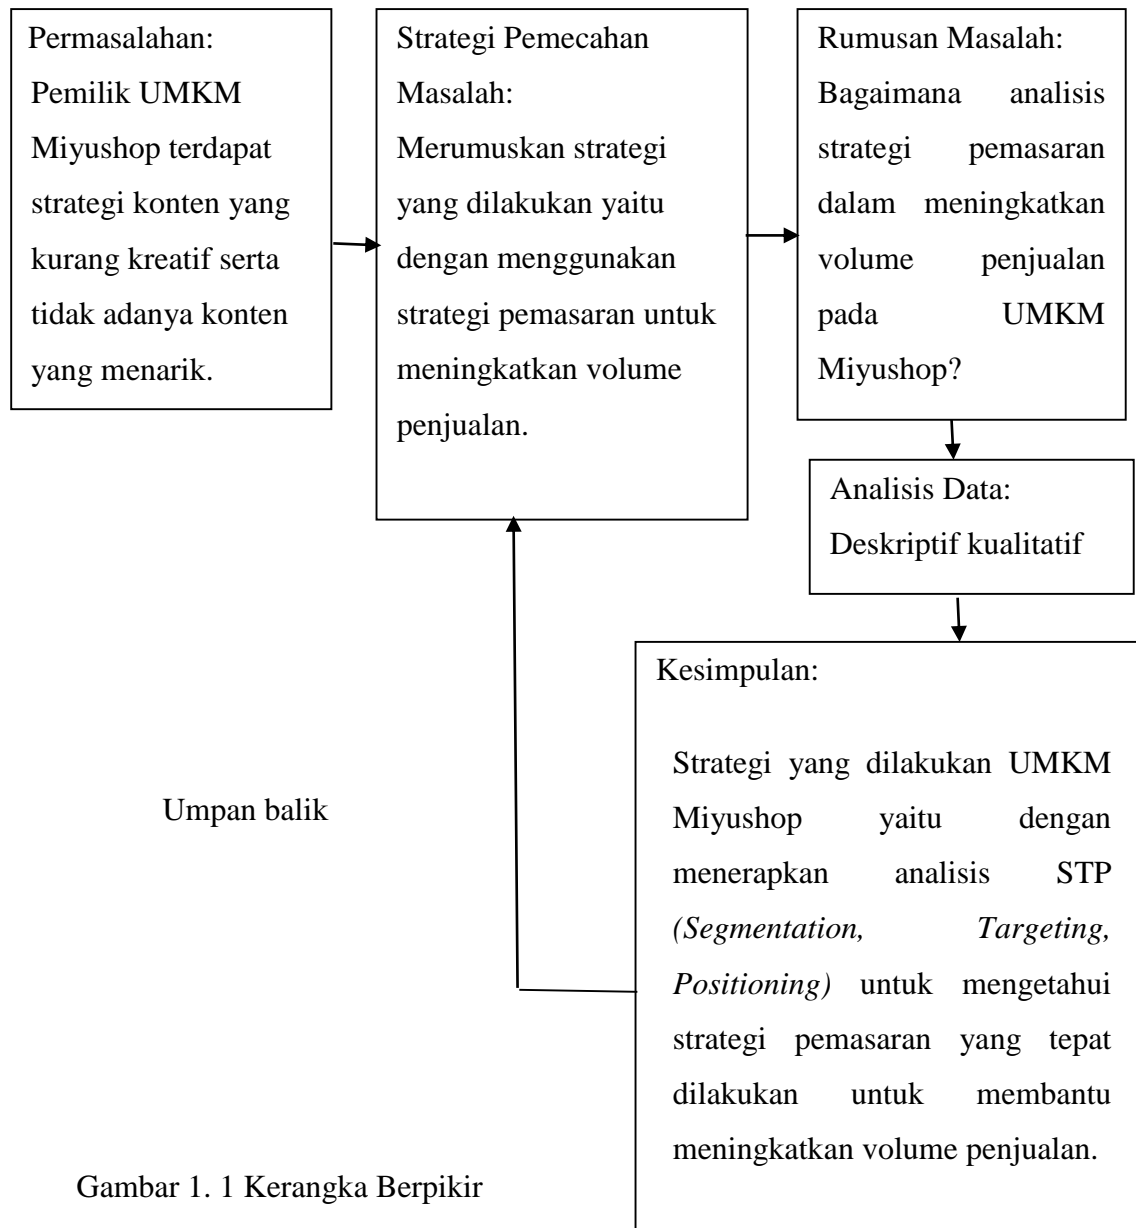 Permasalahan:
Pemilik UMKM
Miyushop terdapat
strategi konten yang
kurang kreatif serta
tidak adanya konten
yang menarik.
Strategi Pemecahan
Masalah:
Merumuskan strategi
yang dilakukan yaitu
dengan menggunakan
strategi pemasaran untuk
meningkatkan volume
penjualan.
Rumusan Masalah:
Bagaimana analisis
strategi pemasaran
dalam meningkatkan
volume penjualan
pada UMKM
Miyushop?
Analisis Data:
Deskriptif kualitatif
Kesimpulan:
Strategi yang dilakukan UMKM
Miyushop yaitu dengan
menerapkan analisis STP
(Segmentation, Targeting,
Positioning) untuk mengetahui
strategi pemasaran yang tepat
dilakukan untuk membantu
meningkatkan volume penjualan.
Umpan balik
Gambar 1. 1 Kerangka Berpikir